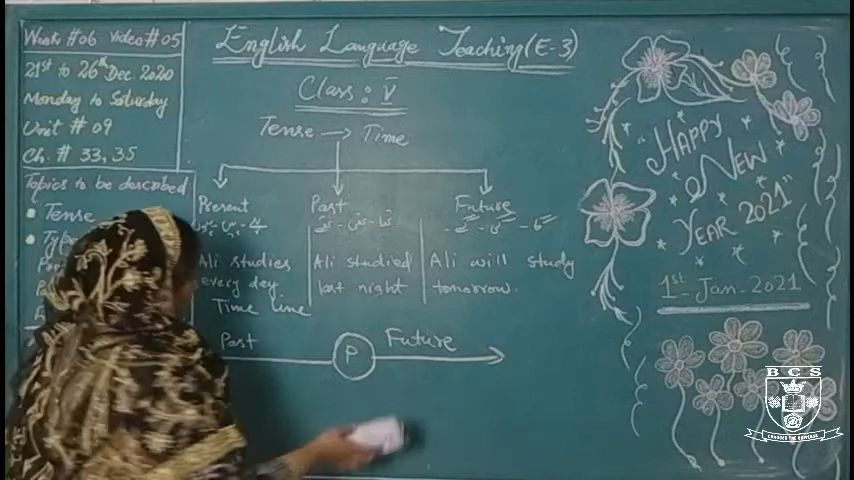 Week #06 Video #05
21st to 26th Dec 2020
Monday to Saturday
Unit # 09
Ch. # 33, 35
Topics to be described
Tense
English Language Teaching (E-3)
Class: V
Tense → Time
Present
Past
Future
Ali studies every day
Ali studied last night
Ali will study tomorrow.
Time line
Past
P
Future
Happy
New
Year 2021"
1st Jan-2021
BCS